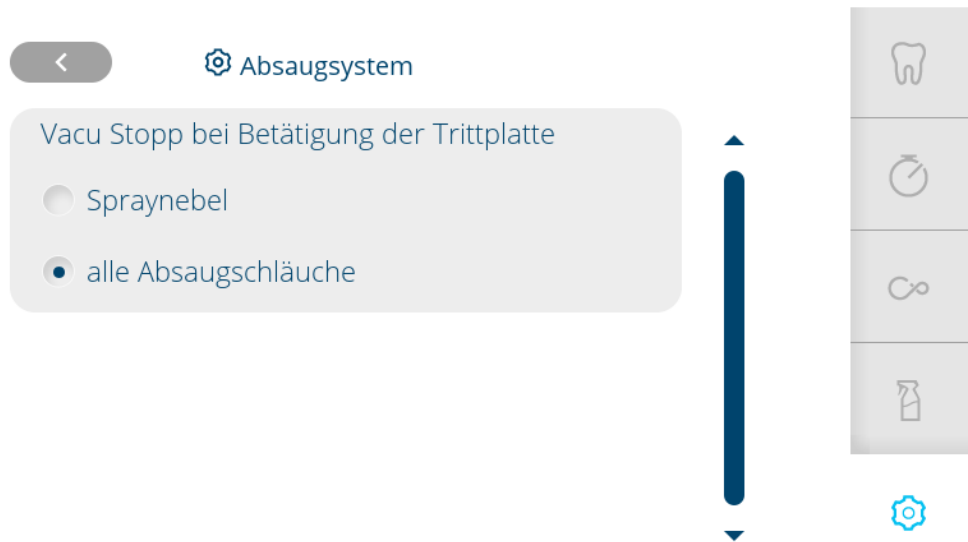 Absaugsystem
Vacu Stopp bei Betätigung der Trittplatte
Spraynebel
alle Absaugschläuche